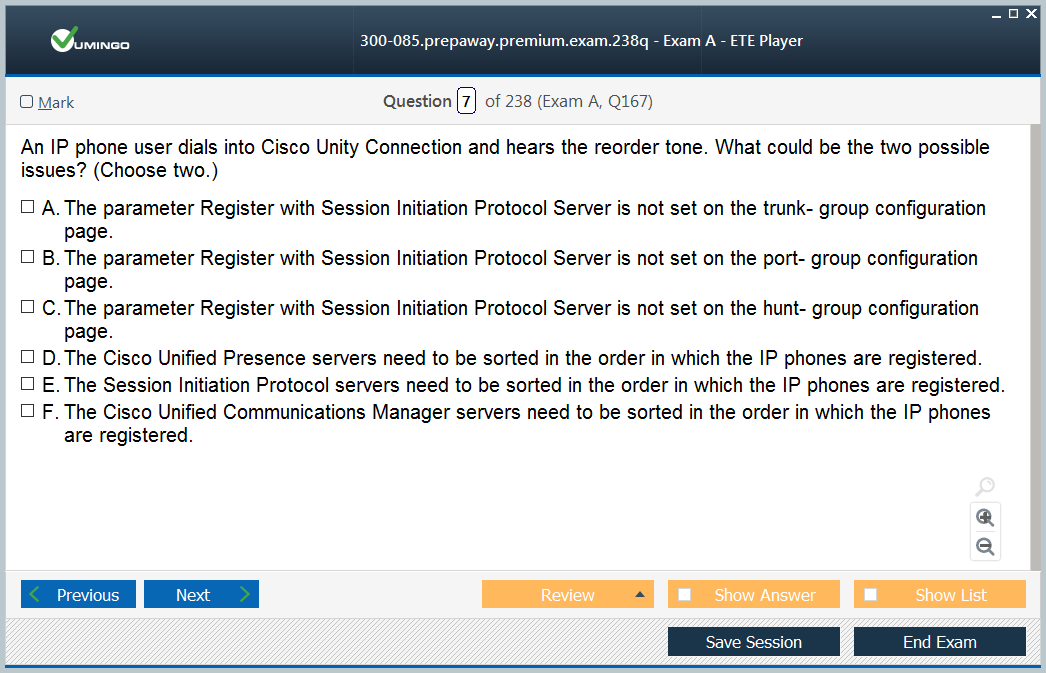 VUMINGO
300-085.prepaway.premium.exam.238q - Exam A - ETE Player
Mark
Question 7 of 238 (Exam A, Q167)
An IP phone user dials into Cisco Unity Connection and hears the reorder tone. What could be the two possible
issues? (Choose two.)
A. The parameter Register with Session Initiation Protocol Server is not set on the trunk- group configuration
page.
B. The parameter Register with Session Initiation Protocol Server is not set on the port- group configuration
page.
C. The parameter Register with Session Initiation Protocol Server is not set on the hunt- group configuration
page.
D. The Cisco Unified Presence servers need to be sorted in the order in which the IP phones are registered.
E. The Session Initiation Protocol servers need to be sorted in the order in which the IP phones are registered.
F. The Cisco Unified Communications Manager servers need to be sorted in the order in which the IP phones
are registered.
Previous Next Review Show Answer Show List
Save Session End Exam